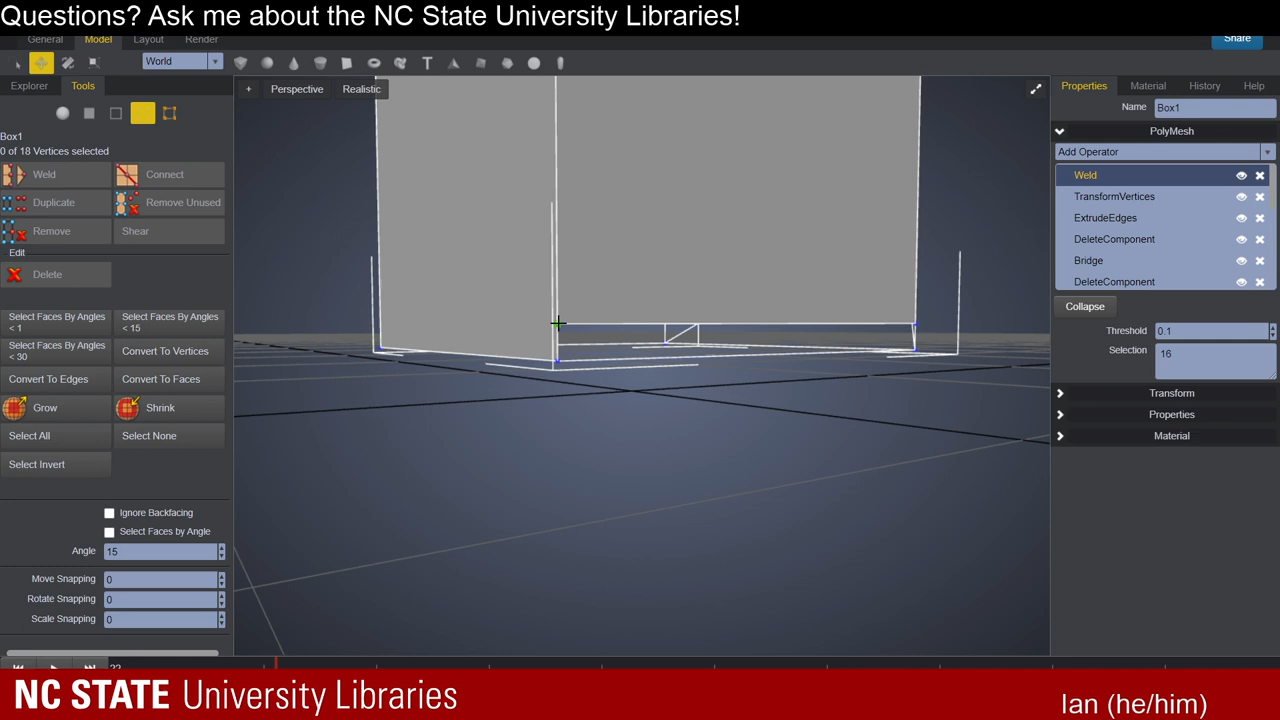 Questions? Ask me about the NC State University Libraries!
General Model Layout Render Share
World
Explorer Tools + Perspective Realistic Properties Material History Help
Name Box1
Box1 PolyMesh
0 of 18 Vertices selected Add Operator
Weld Connect Weld
Duplicate Remove Unused TransformVertices
Remove Shear ExtrudeEdges
Edit DeleteComponent
Delete Bridge
DeleteComponent
Collapse
Select Faces By Angles < 1 Select Faces By Angles < 15 Threshold 0.1
Select Faces By Angles < 30 Convert To Vertices Selection 16
Convert To Edges Convert To Faces Transform
Grow Shrink Properties
Select All Select None Material
Select Invert
Ignore Backfacing
Select Faces by Angle
Angle 15
Move Snapping 0
Rotate Snapping 0
Scale Snapping 0
22
NC STATE University Libraries
Ian (he/him)